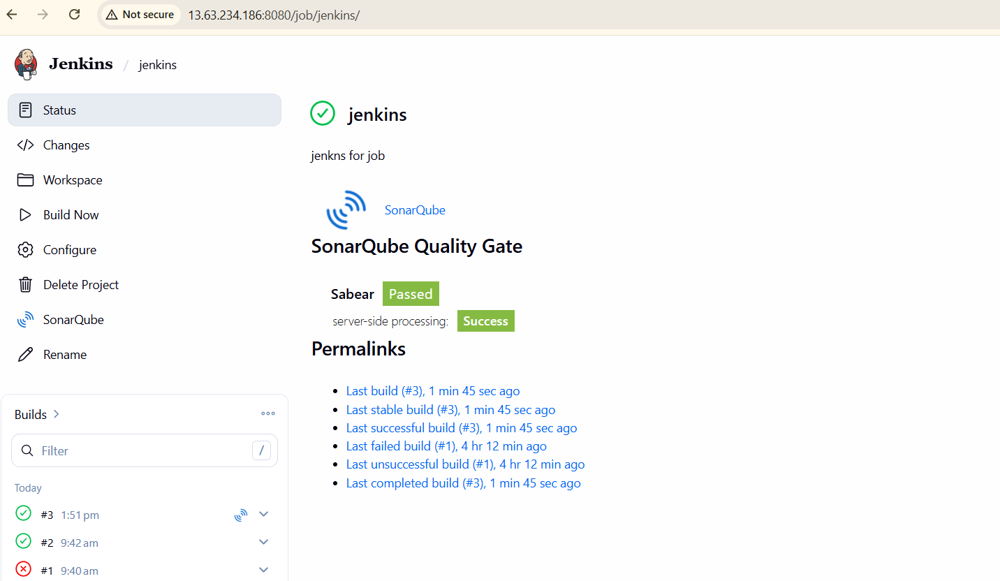 Not secure 13.63.234.186:8080/job/jenkins/
Jenkins / jenkins
Status
Changes
Workspace
Build Now
Configure
Delete Project
SonarQube
Rename
Builds
Filter /
Today
#3 1:51 pm
#2 9:42 am
#1 9:40 am
jenkins
jenkns for job
SonarQube
SonarQube Quality Gate
Sabear Passed
server-side processing: Success
Permalinks
Last build (#3), 1 min 45 sec ago
Last stable build (#3), 1 min 45 sec ago
Last successful build (#3), 1 min 45 sec ago
Last failed build (#1), 4 hr 12 min ago
Last unsuccessful build (#1), 4 hr 12 min ago
Last completed build (#3), 1 min 45 sec ago